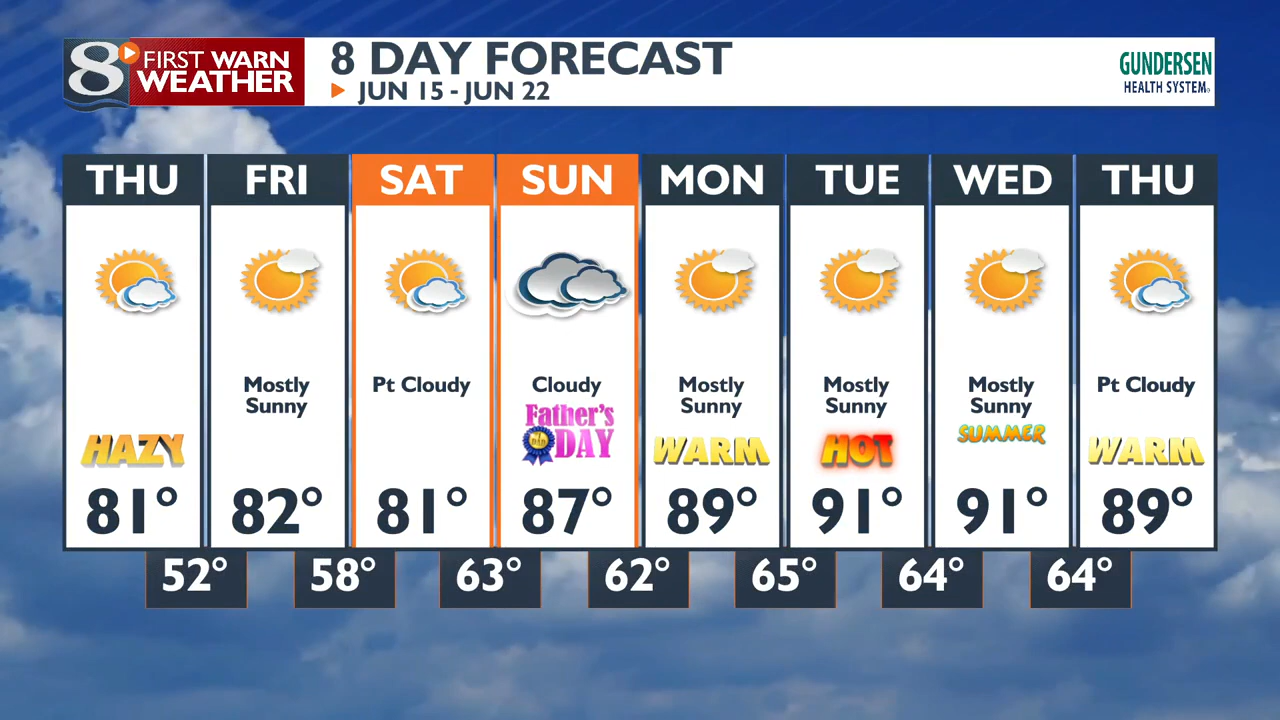 8 FIRST WARN
WEATHER
8 DAY FORECAST
JUN 15 - JUN 22
GUNDERSEN
HEALTH SYSTEM®
THU
HAZY
81°
FRI
Mostly
Sunny
82°
SAT
Pt Cloudy
81°
SUN
Cloudy
Father's
DAY
87°
MON
Mostly
Sunny
WARM
89°
TUE
Mostly
Sunny
HOT
91°
WED
Mostly
Sunny
SUMMER
91°
THU
Pt Cloudy
WARM
89°
52°
58°
63°
62°
65°
64°
64°